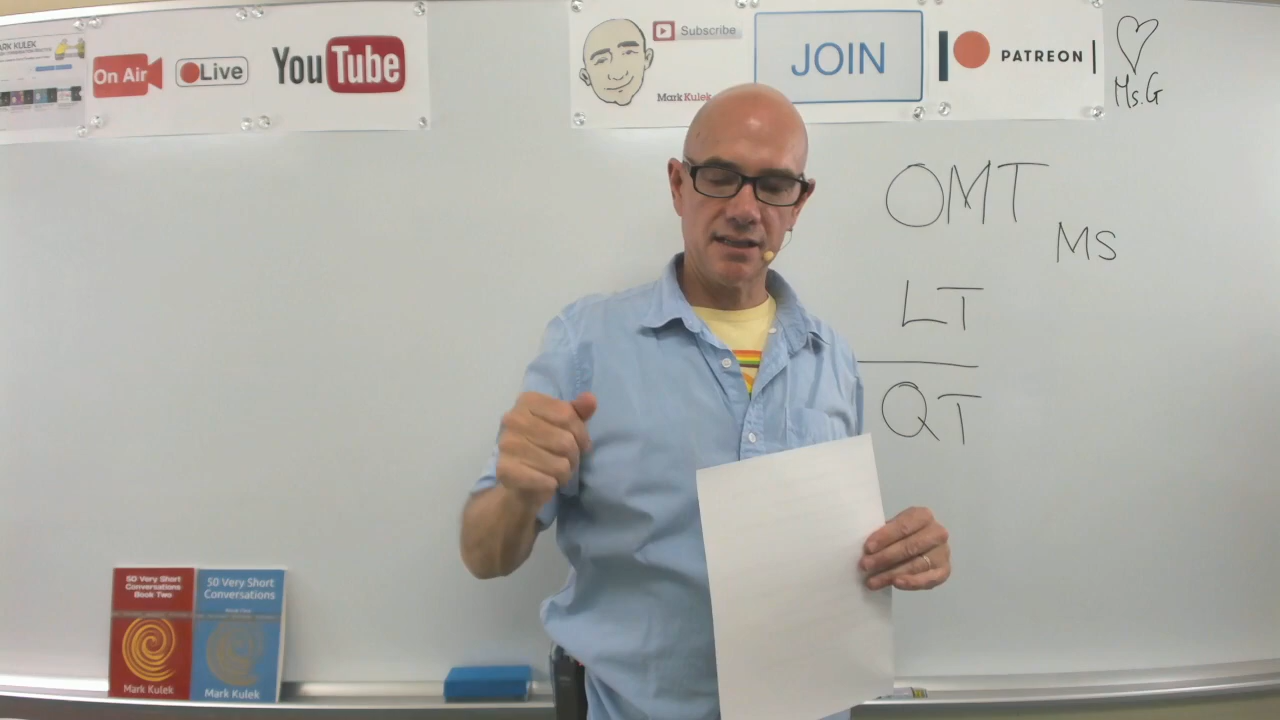 MARK KULEK
On Air
Live
YouTube
Subscribe
Mark Kulek
JOIN
PATREON
Ms.G
OMT
MS
LT
QT
50 Very Short
Conversations
Book Two
Mark Kulek
50 Very Short
Conversations
Mark Kulek